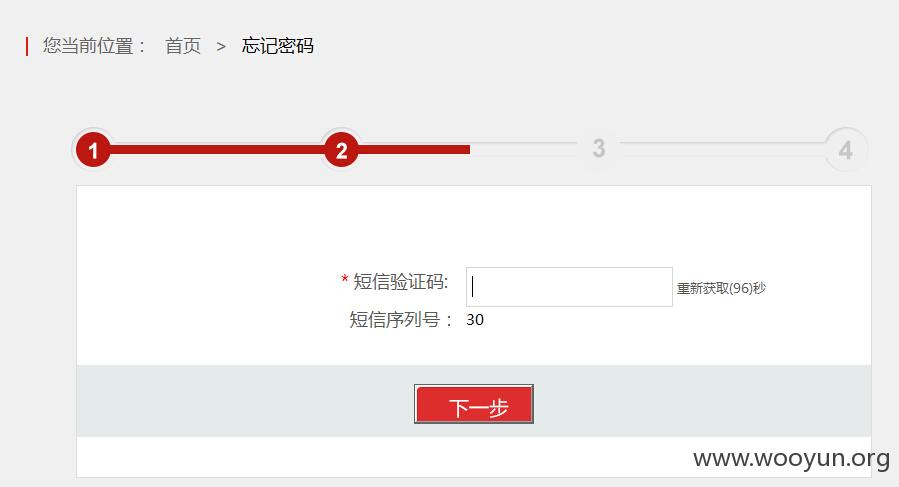 您当前位置： 首页 > 忘记密码
1 2 3 4
* 短信验证码: 重新获取(96)秒
短信序列号： 30
下一步
www.wooyun.org